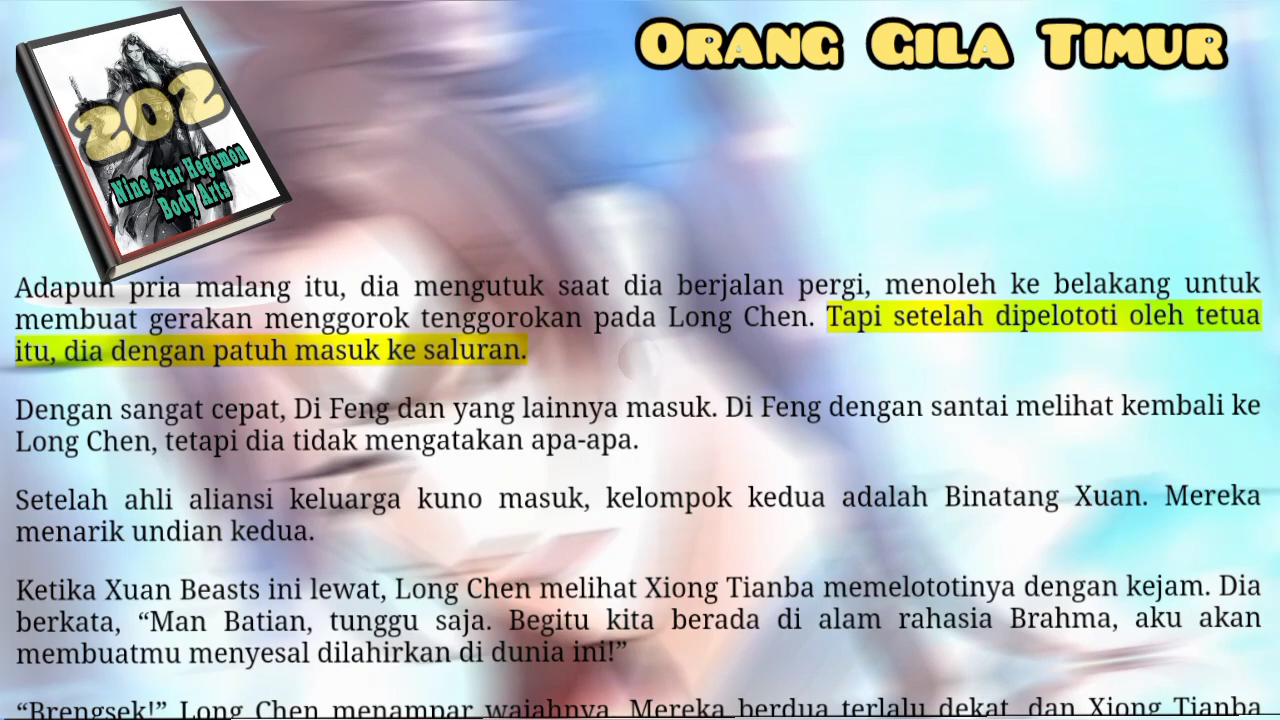 Orang Gila Timur
202
Nine Star Hegemon
Body Arts
Adapun pria malang itu, dia mengutuk saat dia berjalan pergi, menoleh ke belakang untuk
membuat gerakan menggorok tenggorokan pada Long Chen. Tapi setelah dipelototi oleh tetua
itu, dia dengan patuh masuk ke saluran.
Dengan sangat cepat, Di Feng dan yang lainnya masuk. Di Feng dengan santai melihat kembali ke
Long Chen, tetapi dia tidak mengatakan apa-apa.
Setelah ahli aliansi keluarga kuno masuk, kelompok kedua adalah Binatang Xuan. Mereka
menarik undian kedua.
Ketika Xuan Beasts ini lewat, Long Chen melihat Xiong Tianba memelototinya dengan kejam. Dia
berkata, “Man Batian, tunggu saja. Begitu kita berada di alam rahasia Brahma, aku akan
membuatmu menyesal dilahirkan di dunia ini!”
“Brengsek!” Long Chen menampar wajahnya. Mereka berdua terlalu dekat, dan Xiong Tianba